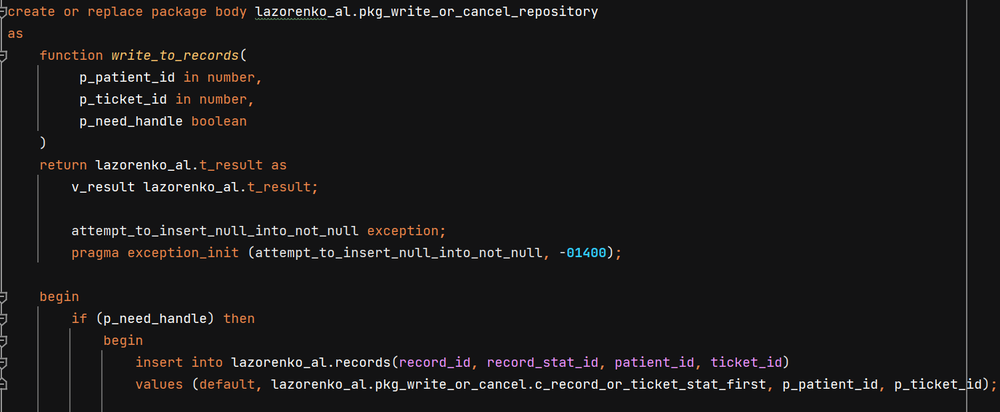 create or replace package body lazorenko_al.pkg_write_or_cancel_repository
as
function write_to_records(
p_patient_id in number,
p_ticket_id in number,
p_need_handle boolean
)
return lazorenko_al.t_result as
v_result lazorenko_al.t_result;
attempt_to_insert_null_into_not_null exception;
pragma exception_init (attempt_to_insert_null_into_not_null, -01400);
begin
if (p_need_handle) then
begin
insert into lazorenko_al.records(record_id, record_stat_id, patient_id, ticket_id)
values (default, lazorenko_al.pkg_write_or_cancel.c_record_or_ticket_stat_first, p_patient_id, p_ticket_id);